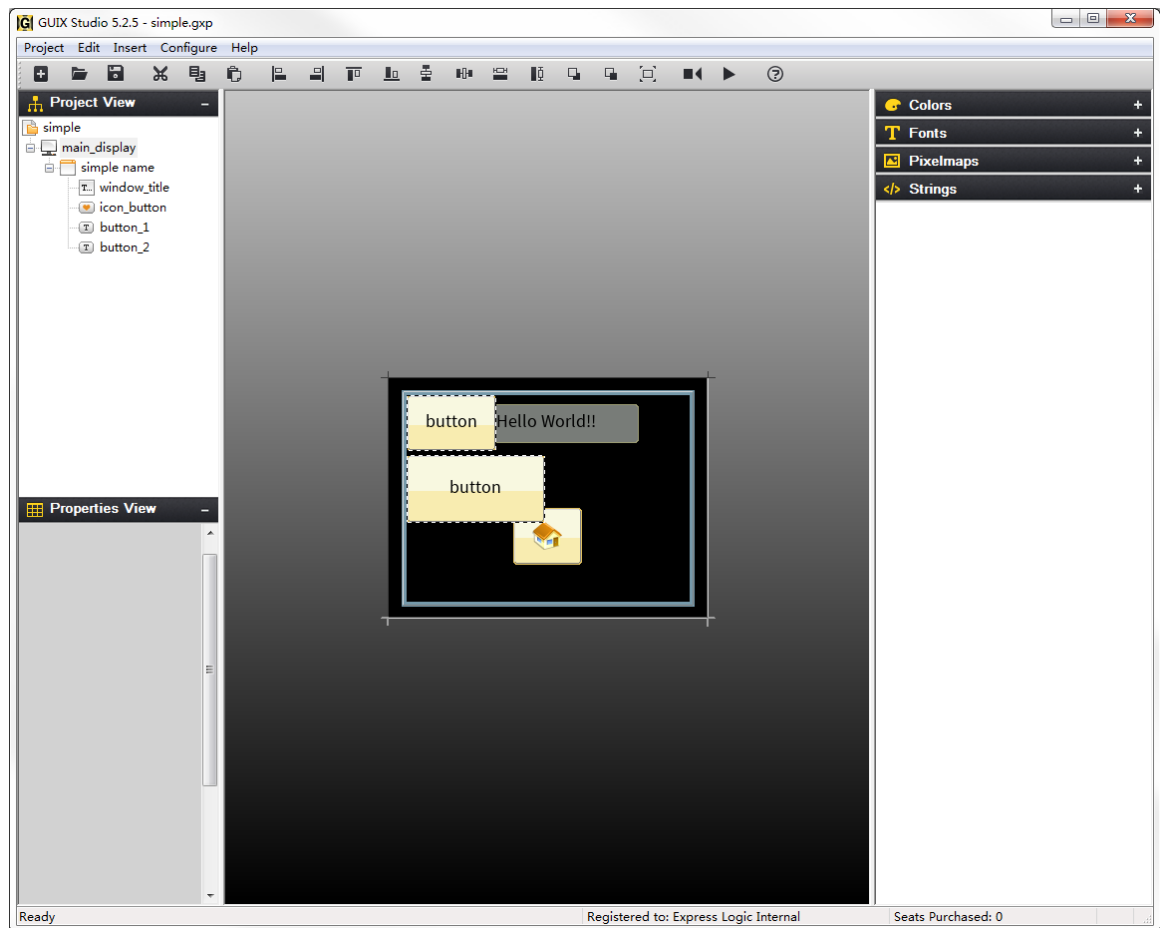 GUIX Studio 5.2.5 - simple.gxp
Project Edit Insert Configure Help
Project View
simple
main_display
simple name
T... window_title
icon_button
T button_1
T button_2
Properties View
button
Hello World!!
button
T Fonts
Colors
Pixelmaps
</> Strings
Ready
Registered to: Express Logic Internal
Seats Purchased: 0